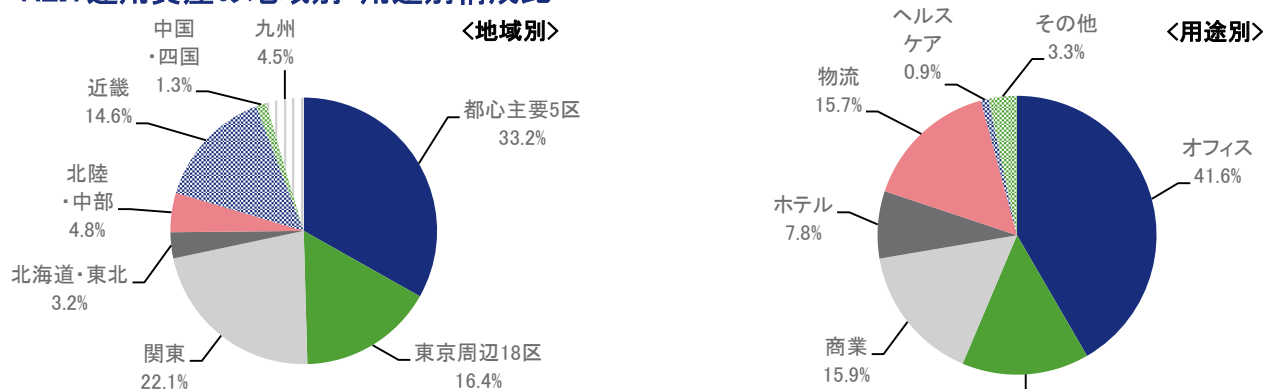 <地域別>
都心主要5区
33.2%
東京周辺18区
16.4%
関東
22.1%
北海道・東北
3.2%
北陸
・中部
4.8%
近畿
14.6%
中国
・四国
1.3%
九州
4.5%
<用途別>
オフィス
41.6%
商業
15.9%
ホテル
7.8%
物流
15.7%
ヘルス
ケア
0.9%
その他
3.3%